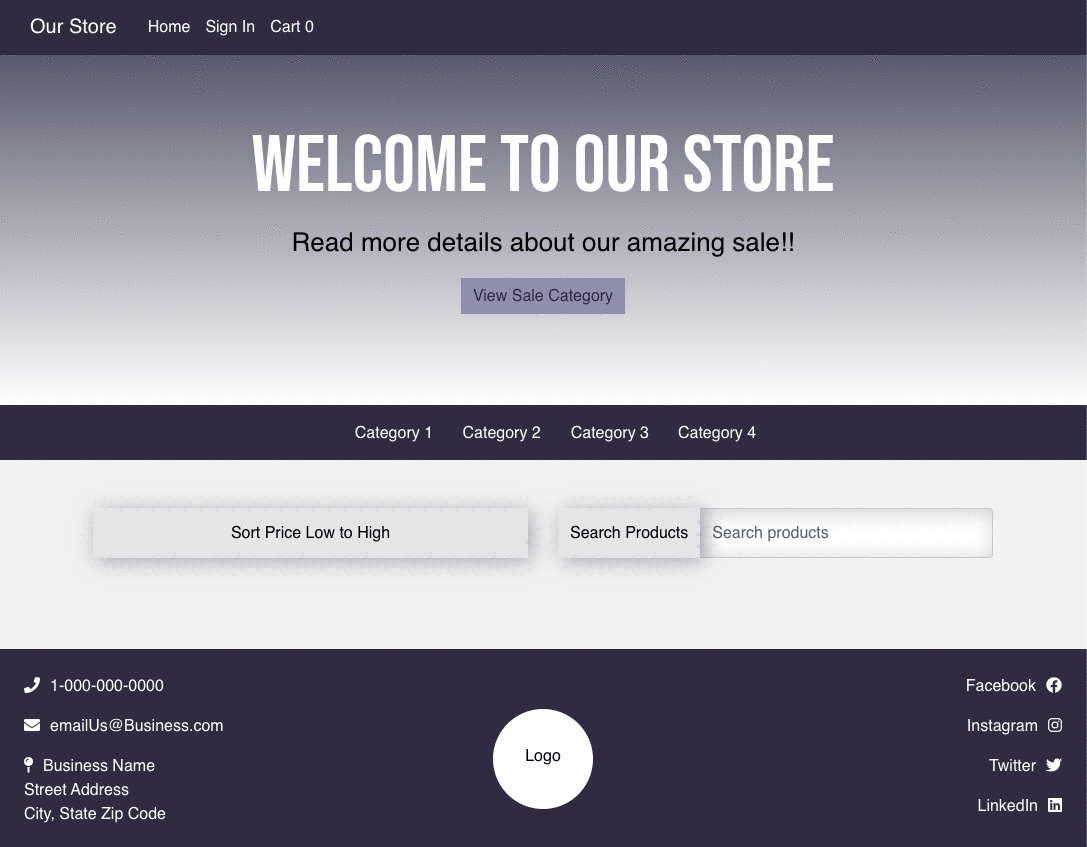 Our Store Home Sign In Cart 0
WELCOME TO OUR STORE
Read more details about our amazing sale!!
View Sale Category
Category 1 Category 2 Category 3 Category 4
Sort Price Low to High
Search Products Search products
1-000-000-0000
emailUs@Business.com
Business Name
Street Address
City, State Zip Code
Logo
Facebook
Instagram
Twitter
LinkedIn